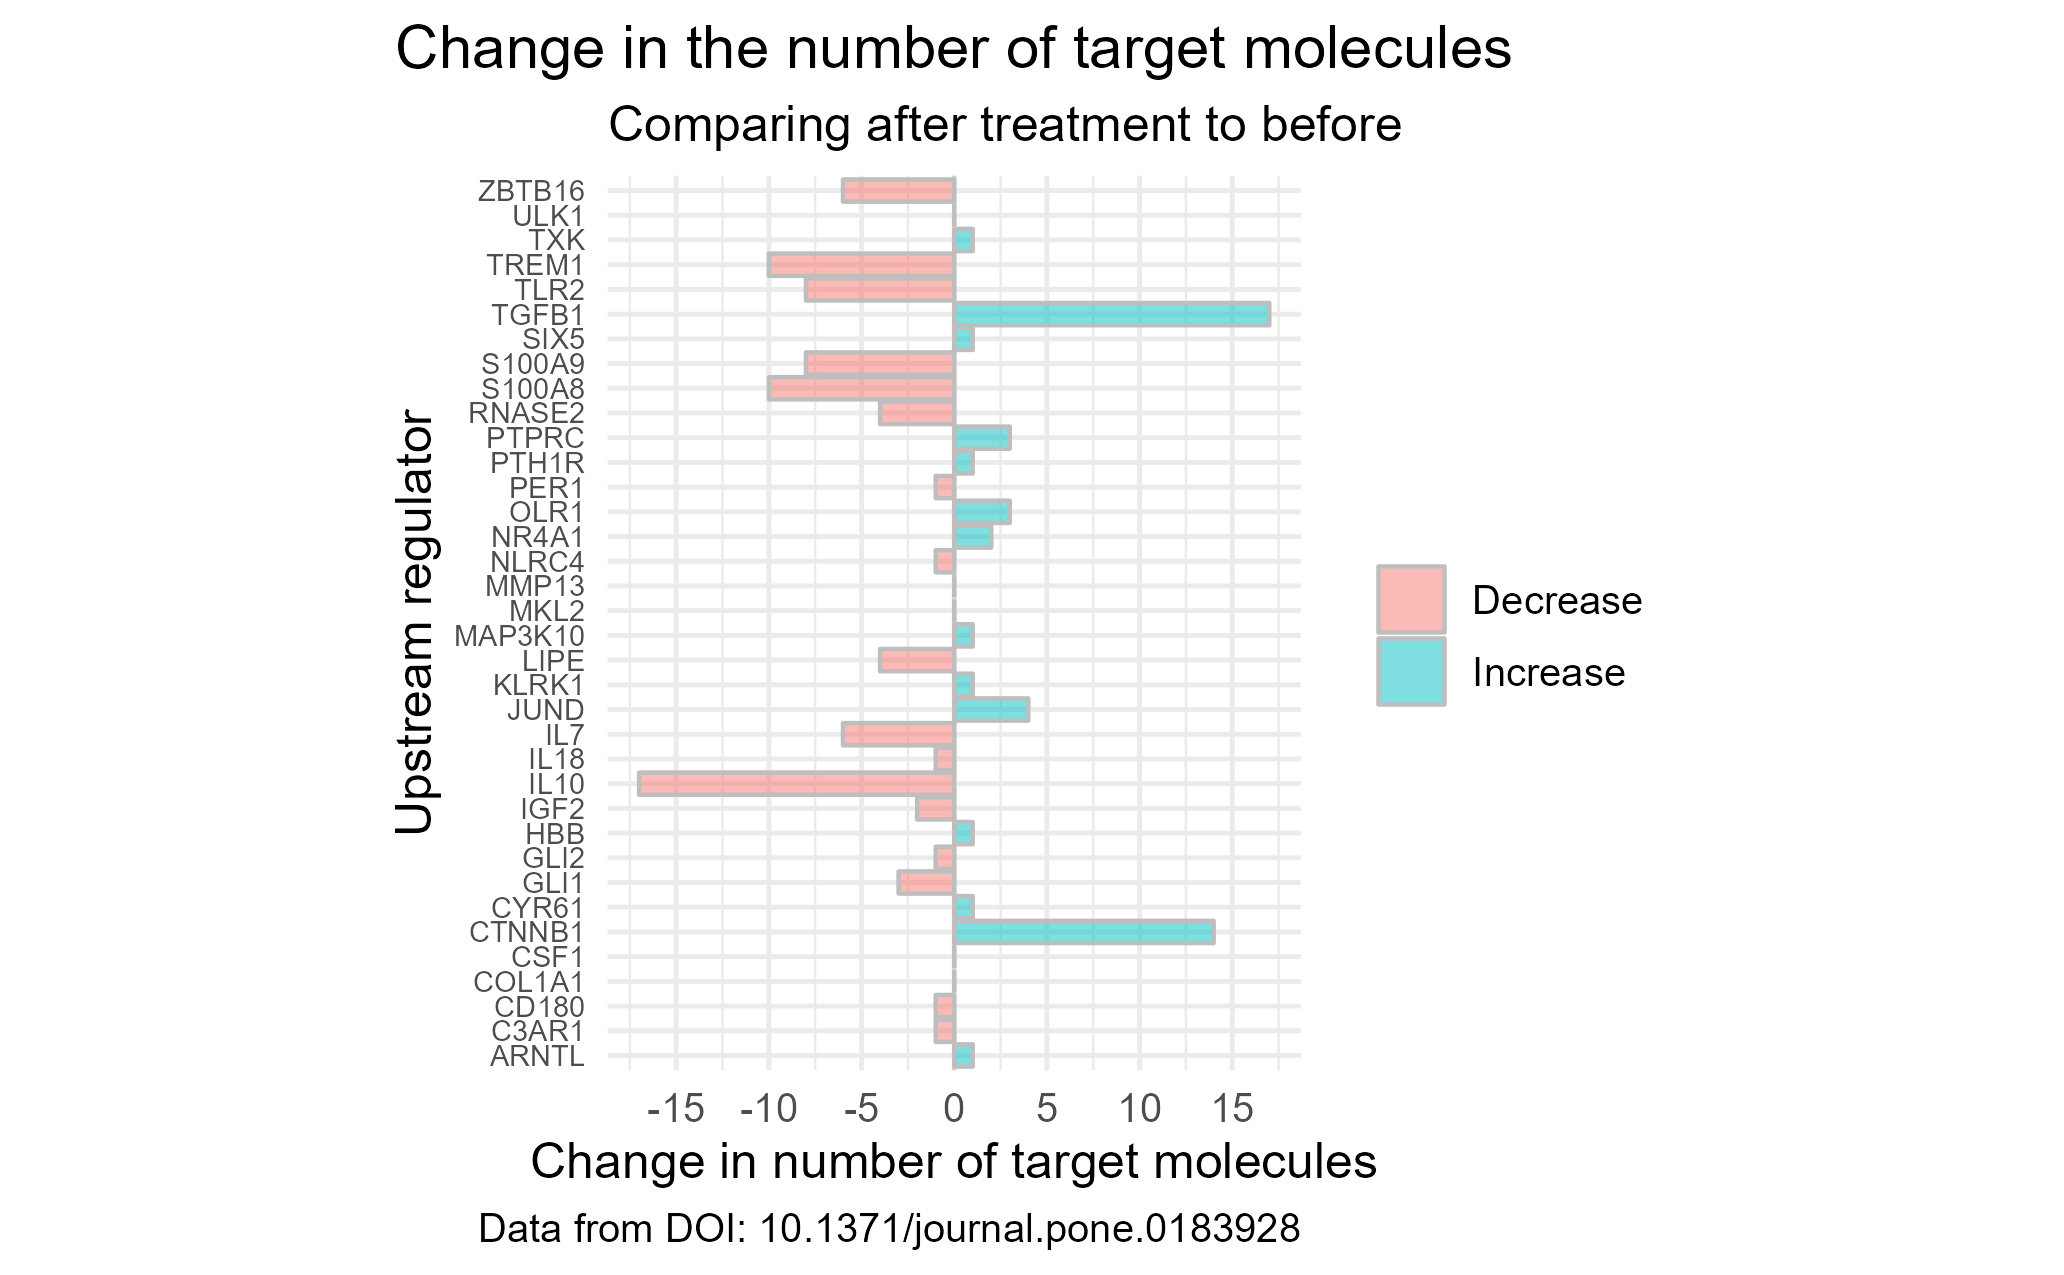 Change in the number of target molecules
Comparing after treatment to before
Upstream regulator
ZBTB16
ULK1
TXK
TREM1
TLR2
TGFB1
SIX5
S100A9
S100A8
RNASE2
PTPRC
PTH1R
PER1
OLR1
NR4A1
NLRC4
MMP13
MKL2
MAP3K10
LIPE
KLRK1
JUND
IL7
IL18
IL10
IGF2
HBB
GLI2
GLI1
CYR61
CTNNB1
CSF1
COL1A1
CD180
C3AR1
ARNTL
-15 -10 -5 0 5 10 15
Change in number of target molecules
Decrease
Increase
Data from DOI: 10.1371/journal.pone.0183928